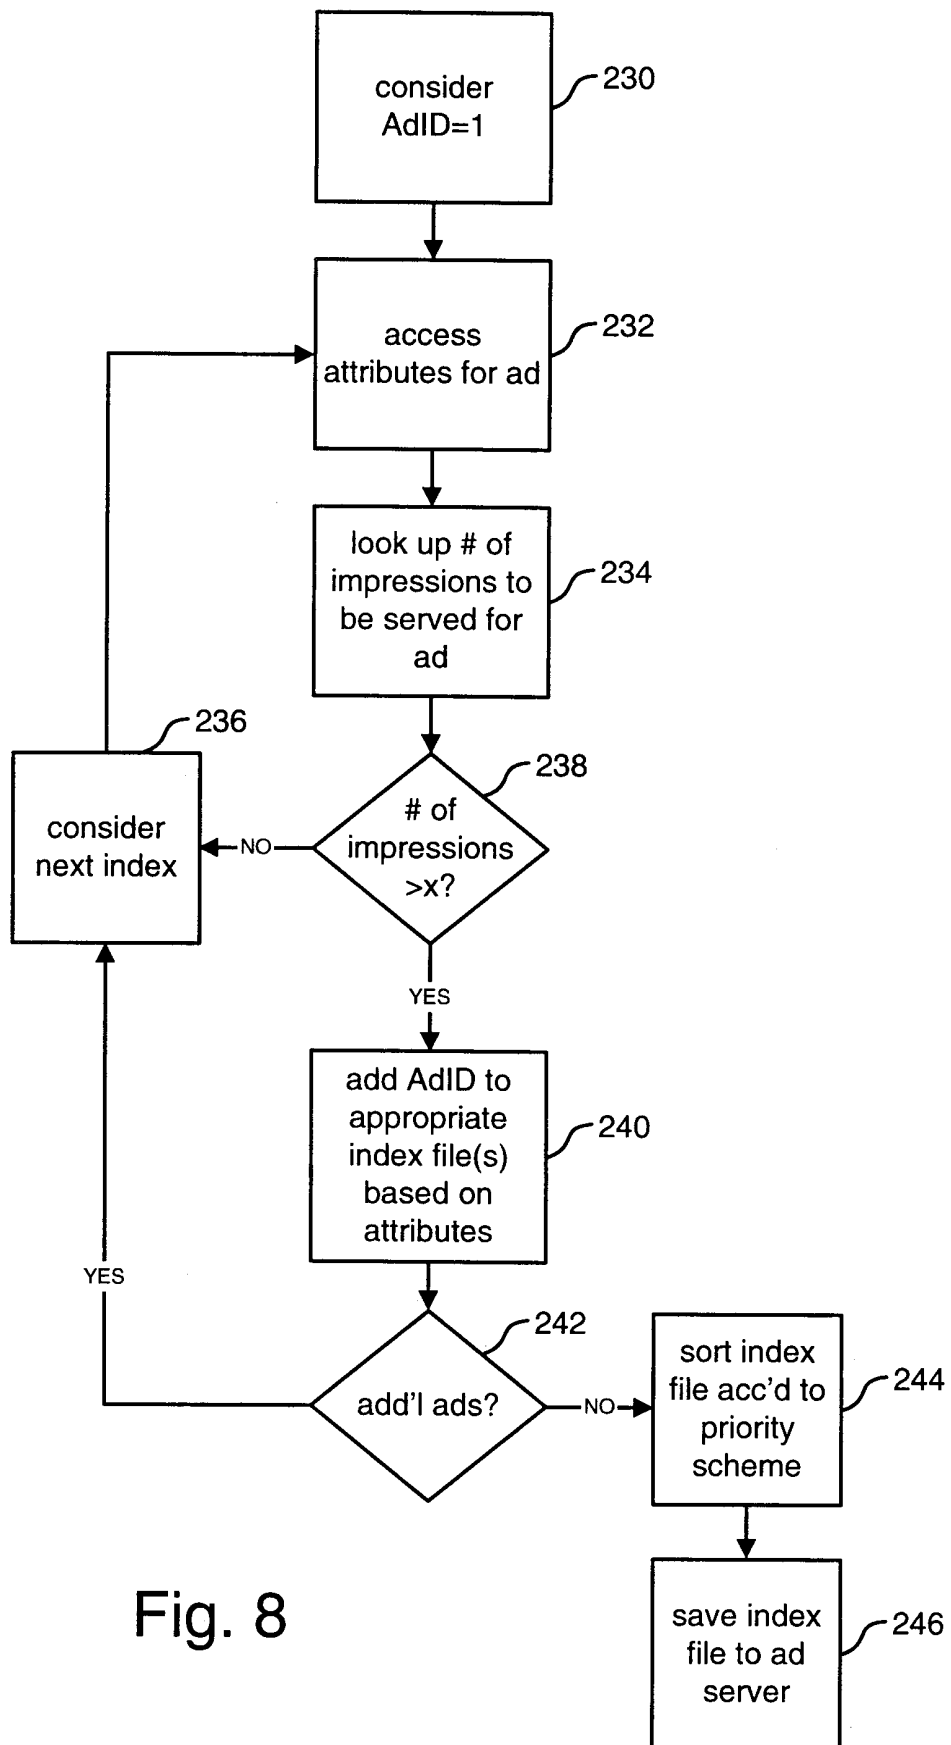 consider
AdID=1
230
access
attributes for ad
232
look up # of
impressions to
be served for
ad
234
236
consider
next index
NO
# of
impressions
>x?
238
YES
add AdID to
appropriate
index file(s)
based on
attributes
240
YES
add'l ads?
242
NO
sort index
file acc'd to
priority
scheme
244
save index
file to ad
server
246
Fig. 8